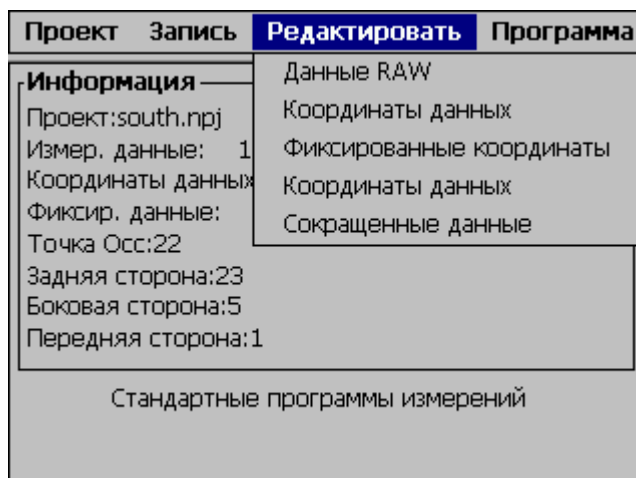 Проект Запись Редактировать Программа
Информация
Проект:south.npj
Измер. данные: 1
Координаты данных
Фиксир. данные:
Точка Осс:22
Задняя сторона:23
Боковая сторона:5
Передняя сторона:1
Данные RAW
Координаты данных
Фиксированные координаты
Координаты данных
Сокращенные данные
Стандартные программы измерений